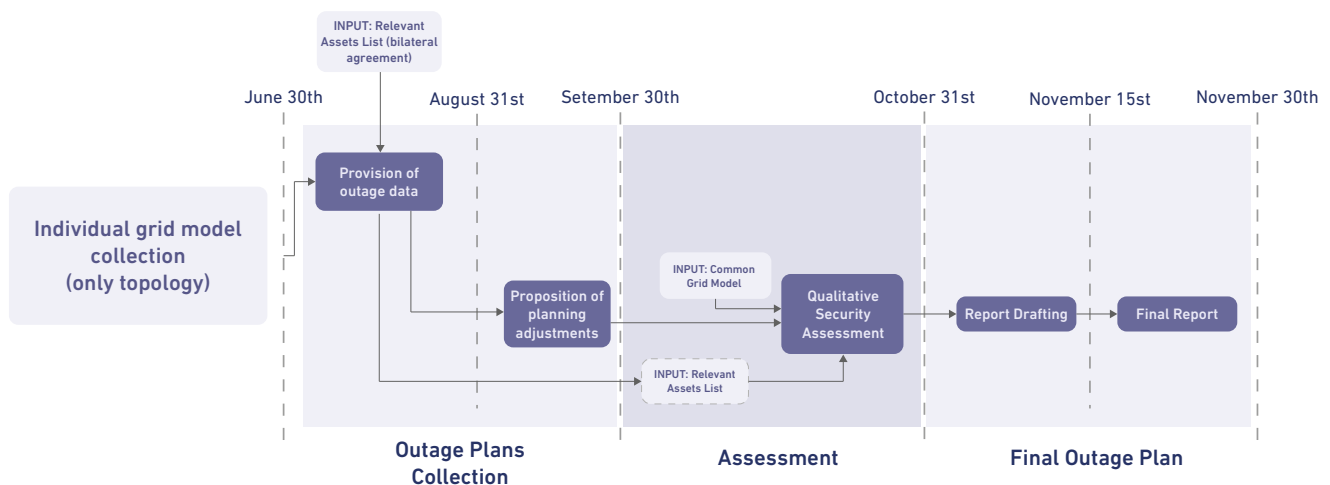 INPUT: Relevant
Assets List (bilateral
agreement)
June 30th
August 31st
Setember 30th
October 31st
November 15st
November 30th
Provision of
outage data
Individual grid model
collection
(only topology)
INPUT: Common
Grid Model
Proposition of
planning
adjustments
Qualitative
Security
Assessment
Report Drafting
Final Report
INPUT: Relevant
Assets List
Outage Plans
Collection
Assessment
Final Outage Plan